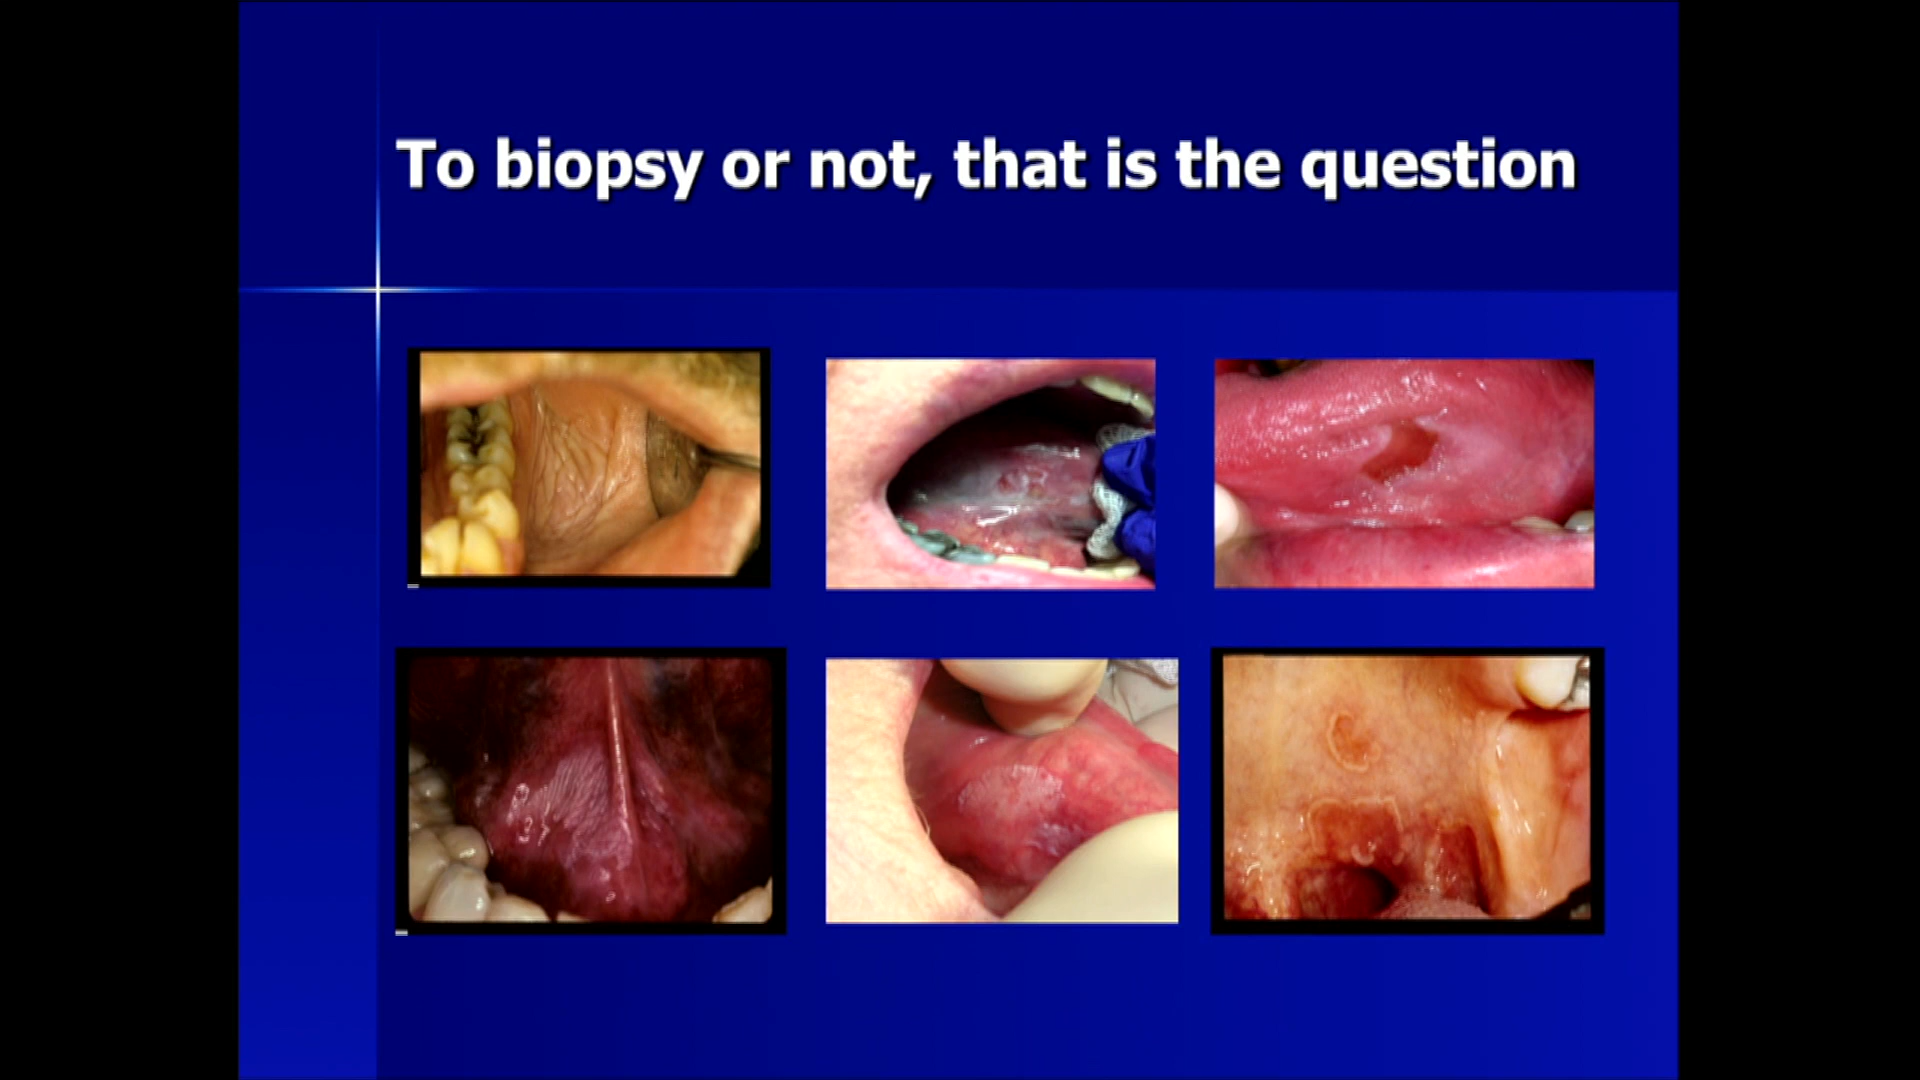 To biopsy or not, that is the question